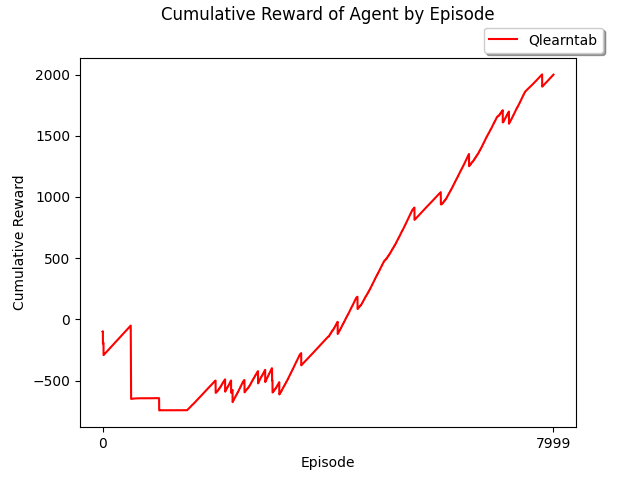 Cumulative Reward of Agent by Episode
Qlearntab
2000
1500
1000
500
0
−500
Cumulative Reward
0
7999
Episode